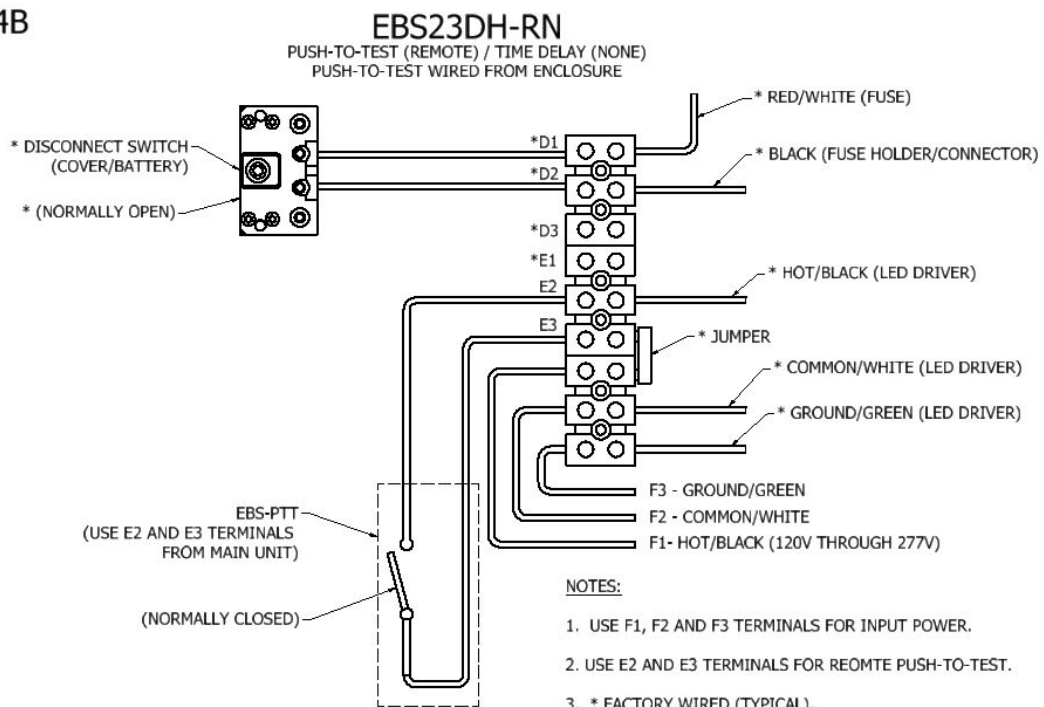 4B
EBS23DH-RN
PUSH-TO-TEST (REMOTE) / TIME DELAY (NONE)
PUSH-TO-TEST WIRED FROM ENCLOSURE
* RED/WHITE (FUSE)
* DISCONNECT SWITCH
(COVER/BATTERY)
* (NORMALLY OPEN)
*D1
*D2
*D3
*E1
E2
E3
* BLACK (FUSE HOLDER/CONNECTOR)
* HOT/BLACK (LED DRIVER)
* JUMPER
* COMMON/WHITE (LED DRIVER)
* GROUND/GREEN (LED DRIVER)
F3 - GROUND/GREEN
F2 - COMMON/WHITE
F1- HOT/BLACK (120V THROUGH 277V)
EBS-PTT
(USE E2 AND E3 TERMINALS
FROM MAIN UNIT)
(NORMALLY CLOSED)
NOTES:
1. USE F1, F2 AND F3 TERMINALS FOR INPUT POWER.
2. USE E2 AND E3 TERMINALS FOR REOMTE PUSH-TO-TEST.
3. * FACTORY WIRED (TYPICAL).